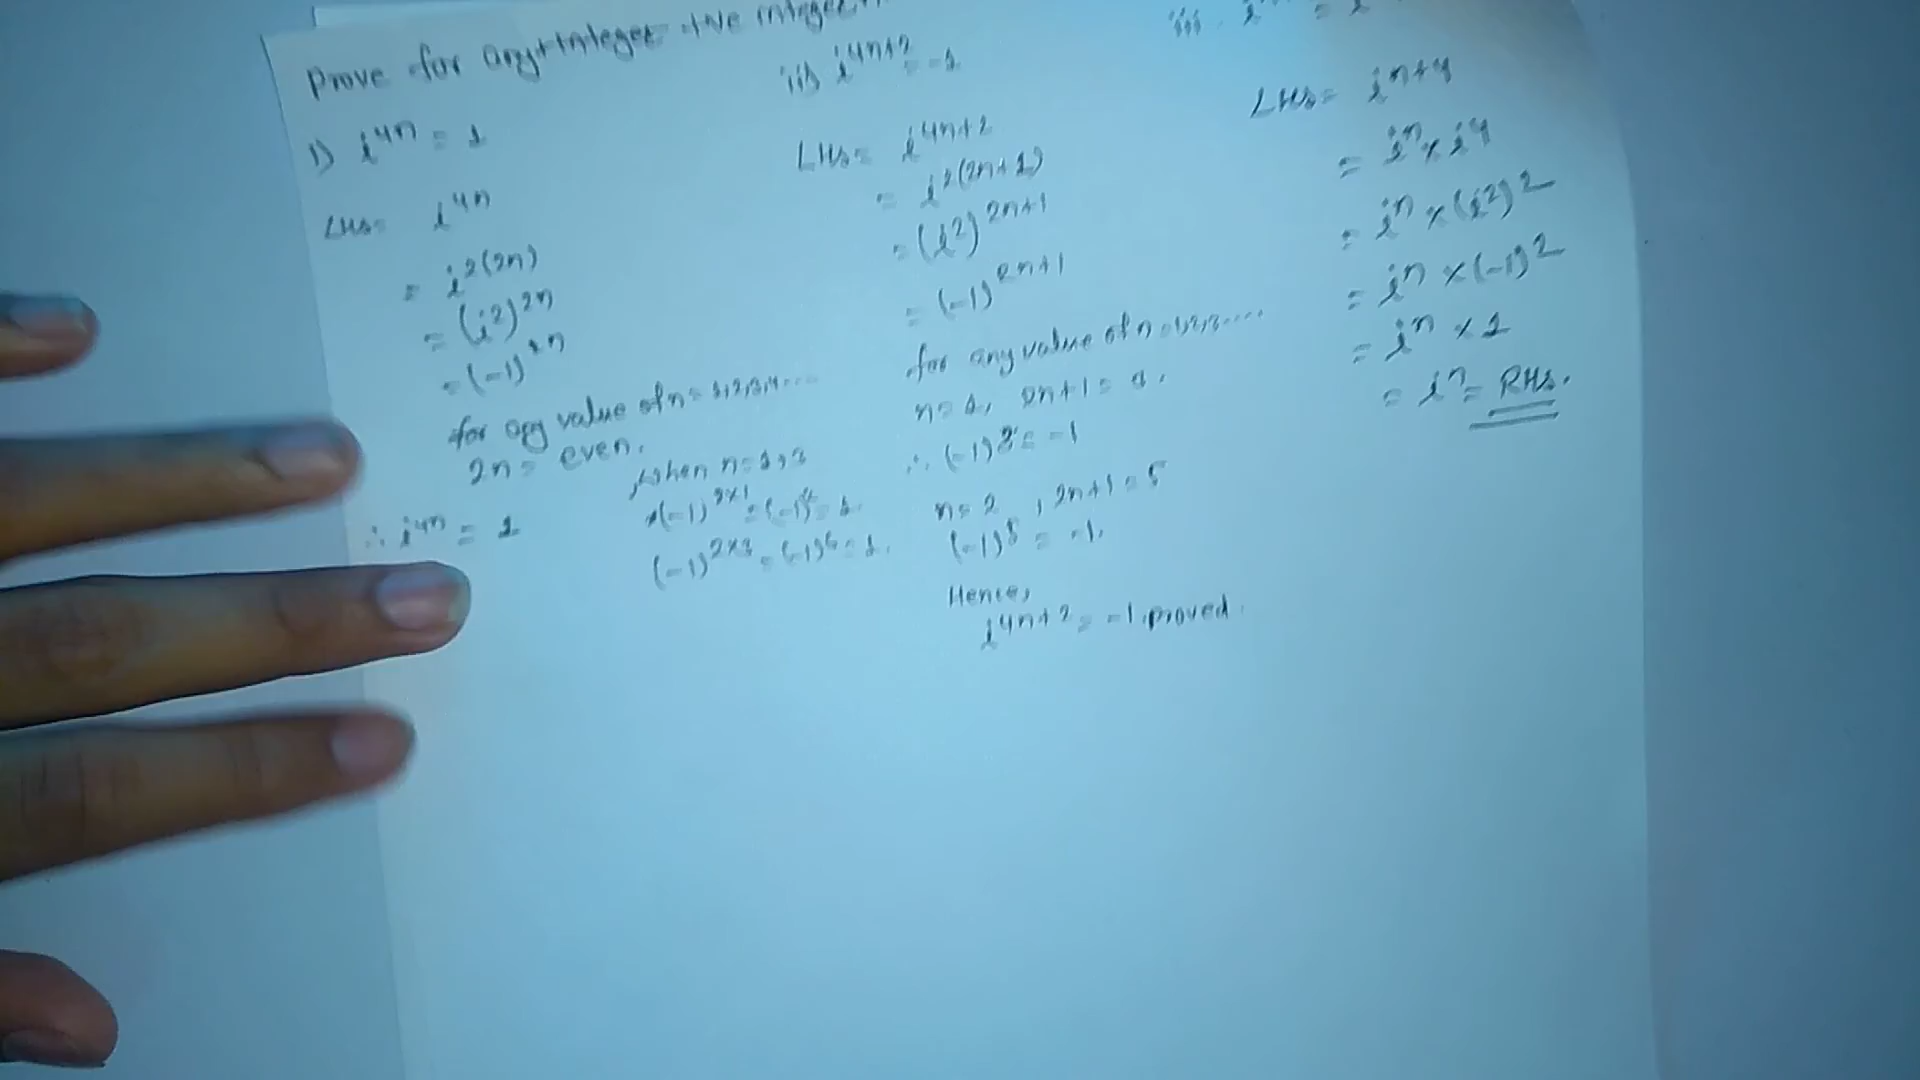 Prove for any +ve integer
i) i^4n = 1
LHS = i^4n
= i^2(2n)
= (i^2)^2n
= (-1)^2n
for any value of n = 1,2,3,4....
2n = even.
when n=1,3
(-1)^2×1 = (-1)^2 = 1.
(-1)^2×3 = (-1)^6 = 1.
∴ i^4n = 1
ii) i^4n+2 = -1
LHS = i^4n+2
= i^2(2n+1)
= (i^2)^2n+1
= (-1)^2n+1
for any value of n = 1,2,3....
n=1, 2n+1 = 3.
∴ (-1)^3 = -1
n=2, 2n+1 = 5
(-1)^5 = -1.
Hence,
i^4n+2 = -1 proved.
iii.
LHS = i^n+4
= i^n × i^4
= i^n × (i^2)^2
= i^n × (-1)^2
= i^n × 1
= i^n = RHS.